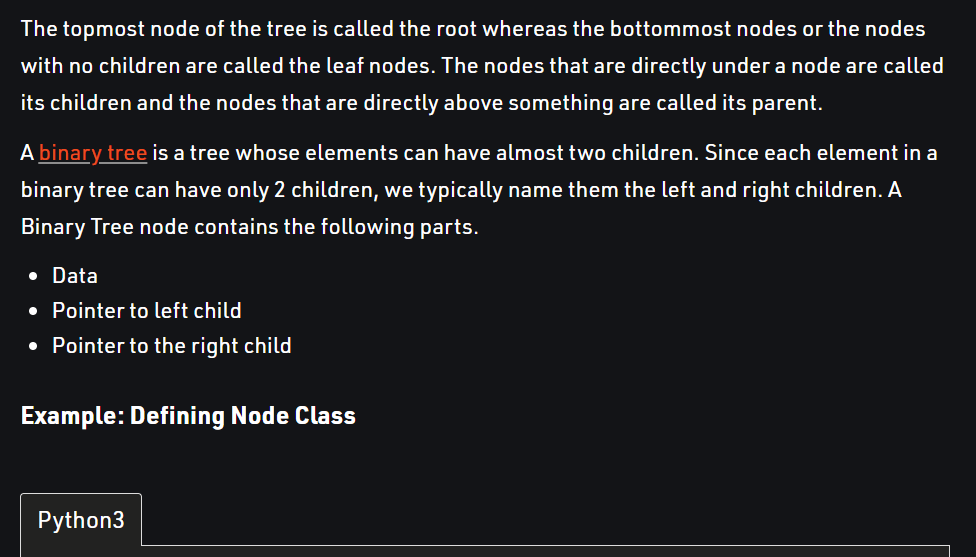 The topmost node of the tree is called the root whereas the bottommost nodes or the nodes
with no children are called the leaf nodes. The nodes that are directly under a node are called
its children and the nodes that are directly above something are called its parent.
A binary tree is a tree whose elements can have almost two children. Since each element in a
binary tree can have only 2 children, we typically name them the left and right children. A
Binary Tree node contains the following parts.
• Data
• Pointer to left child
• Pointer to the right child
Example: Defining Node Class
Python3